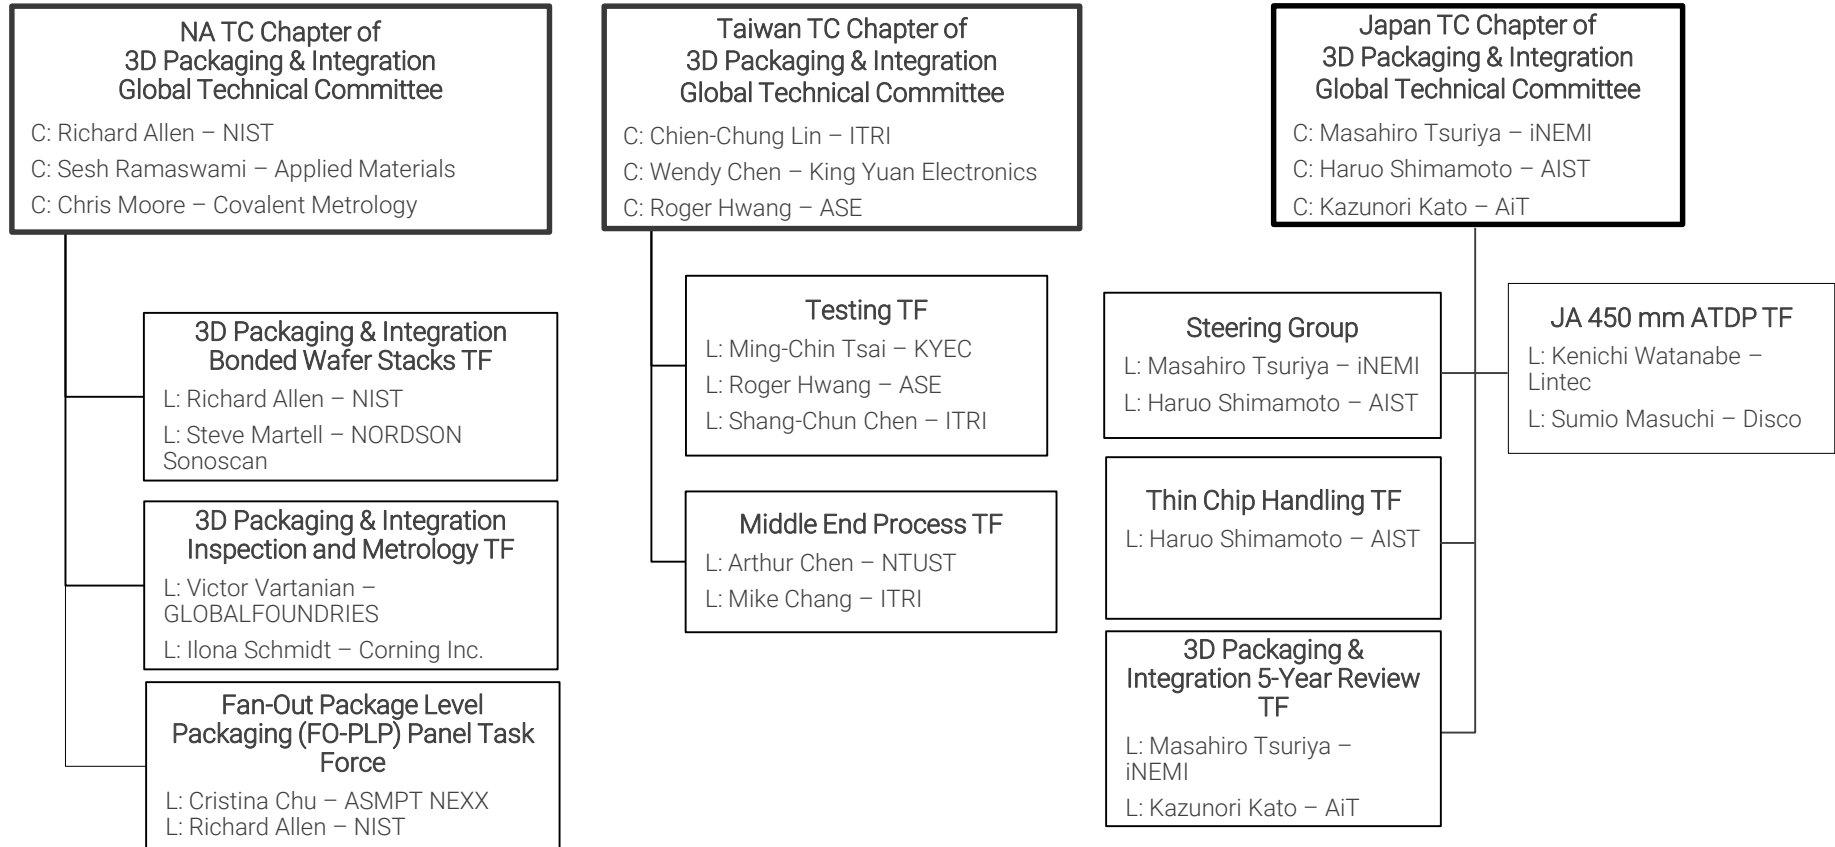 NA TC Chapter of
3D Packaging & Integration
Global Technical Committee
C: Richard Allen – NIST
C: Sesh Ramaswami – Applied Materials
C: Chris Moore – Covalent Metrology
3D Packaging & Integration
Bonded Wafer Stacks TF
L: Richard Allen – NIST
L: Steve Martell – NORDSON
Sonoscan
3D Packaging & Integration
Inspection and Metrology TF
L: Victor Vartanian –
GLOBALFOUNDRIES
L: Ilona Schmidt – Corning Inc.
Fan-Out Package Level
Packaging (FO-PLP) Panel Task
Force
L: Cristina Chu – ASMPT NEXX
L: Richard Allen – NIST
Taiwan TC Chapter of
3D Packaging & Integration
Global Technical Committee
C: Chien-Chung Lin – ITRI
C: Wendy Chen – King Yuan Electronics
C: Roger Hwang – ASE
Testing TF
L: Ming-Chin Tsai – KYEC
L: Roger Hwang – ASE
L: Shang-Chun Chen – ITRI
Middle End Process TF
L: Arthur Chen – NTUST
L: Mike Chang – ITRI
Japan TC Chapter of
3D Packaging & Integration
Global Technical Committee
C: Masahiro Tsuriya – iNEMI
C: Haruo Shimamoto – AIST
C: Kazunori Kato – AiT
Steering Group
L: Masahiro Tsuriya – iNEMI
L: Haruo Shimamoto – AIST
JA 450 mm ATDP TF
L: Kenichi Watanabe –
Lintec
L: Sumio Masuchi – Disco
Thin Chip Handling TF
L: Haruo Shimamoto – AIST
3D Packaging &
Integration 5-Year Review
TF
L: Masahiro Tsuriya –
iNEMI
L: Kazunori Kato – AiT